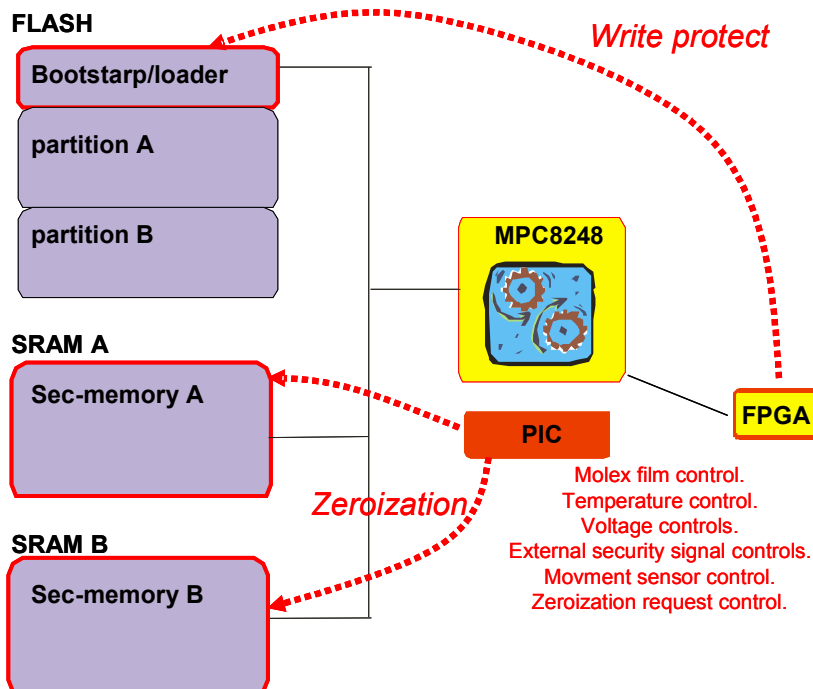 FLASH
Write protect
Bootstarp/loader
partition A
partition B
MPC8248
SRAM A
Sec-memory A
FPGA
PIC
Molex film control.
Temperature control.
Zeroization
Voltage controls.
External security signal controls.
SRAM B
Movment sensor control.
Sec-memory B
Zeroization request control.